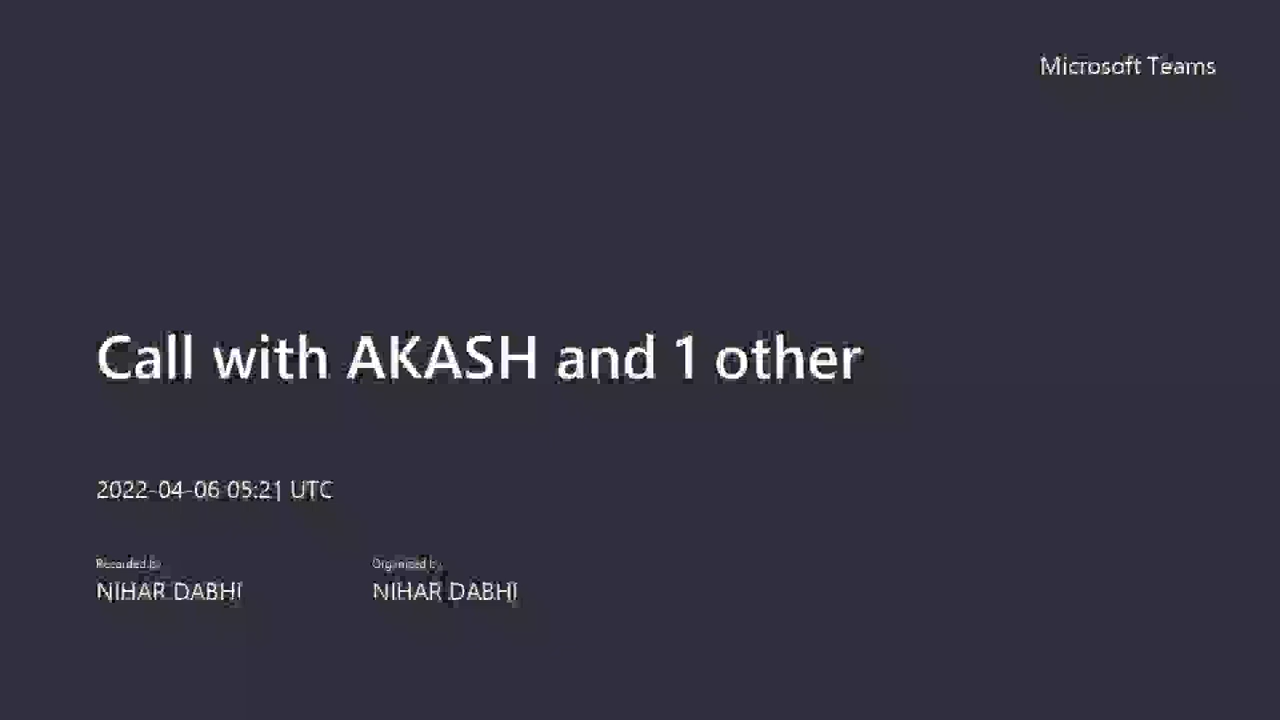 Microsoft Teams
Call with AKASH and 1 other
2022-04-06 05:21 UTC
Recorded by
Organized by
NIHAR DABHI
NIHAR DABHI